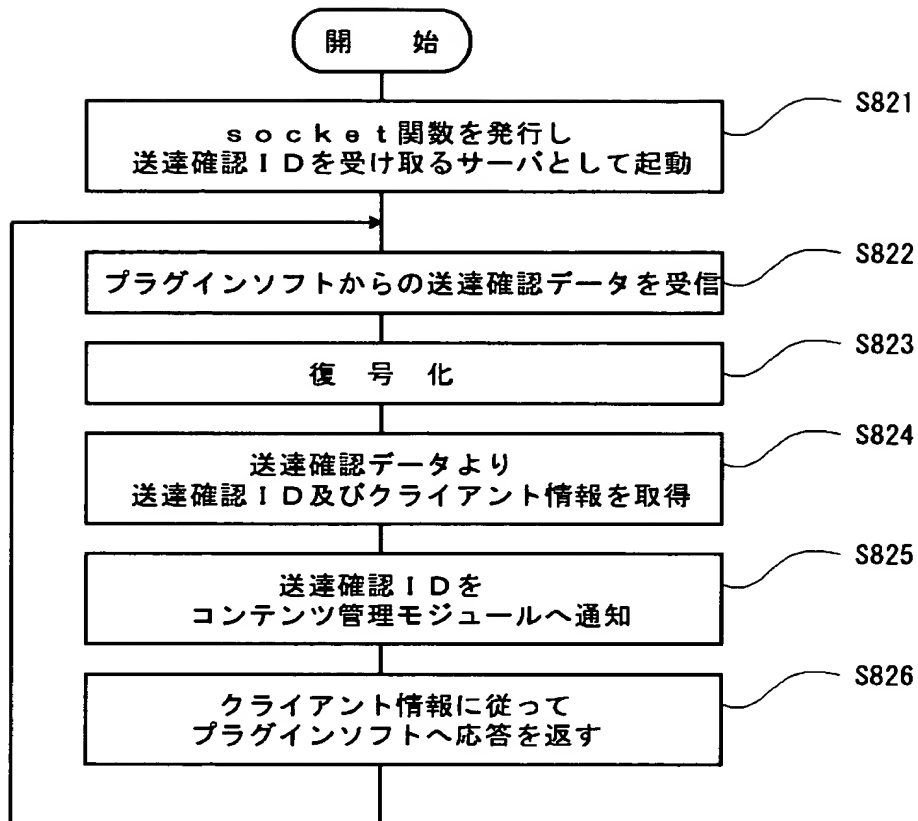 開　　始
ｓｏｃｋｅｔ関数を発行し
送達確認ＩＤを受け取るサーバとして起動
S821
プラグインソフトからの送達確認データを受信
S822
復　号　化
S823
送達確認データより
送達確認ＩＤ及びクライアント情報を取得
S824
送達確認ＩＤを
コンテンツ管理モジュールへ通知
S825
クライアント情報に従って
プラグインソフトへ応答を返す
S826